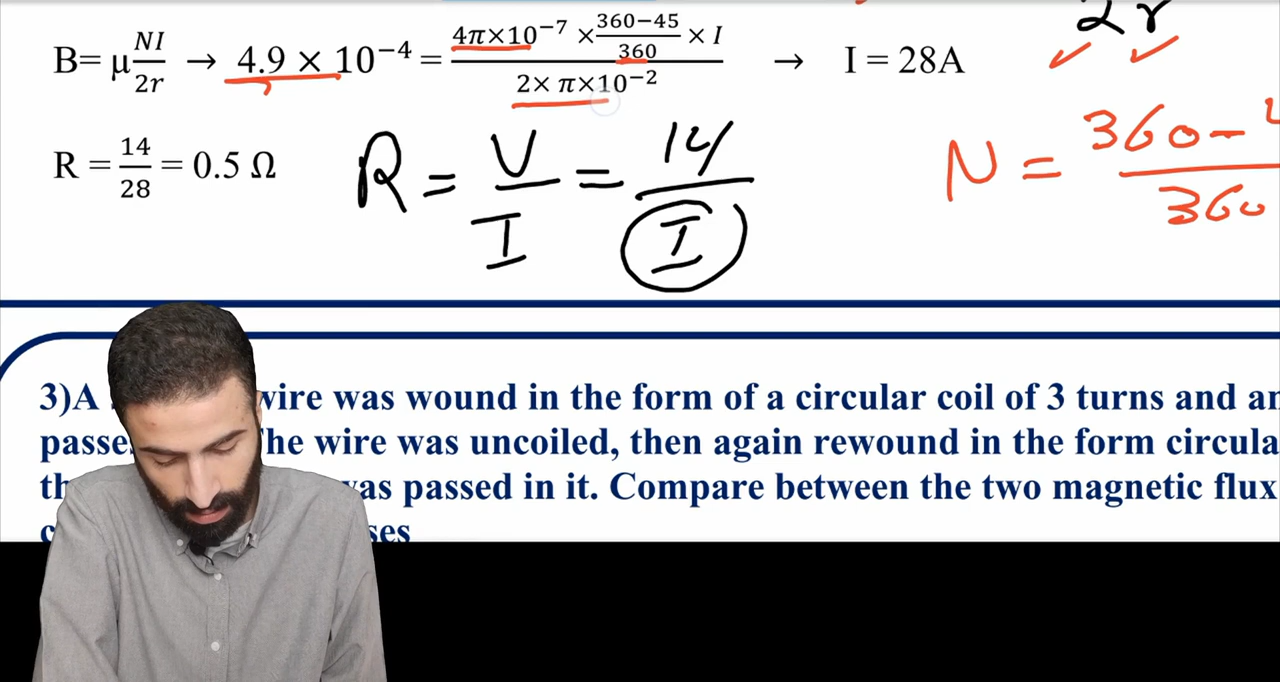 B= μ NI/2r → 4.9 × 10⁻⁴ = (4π×10⁻⁷ × (360−45)/360 × I)/(2× π×10⁻²) → I = 28A
2r
R = 14/28 = 0.5 Ω
R = V/I = 14/I
N = 360-4/360
3)A wire was wound in the form of a circular coil of 3 turns and an
passe he wire was uncoiled, then again rewound in the form circula
th was passed in it. Compare between the two magnetic flux
c ses